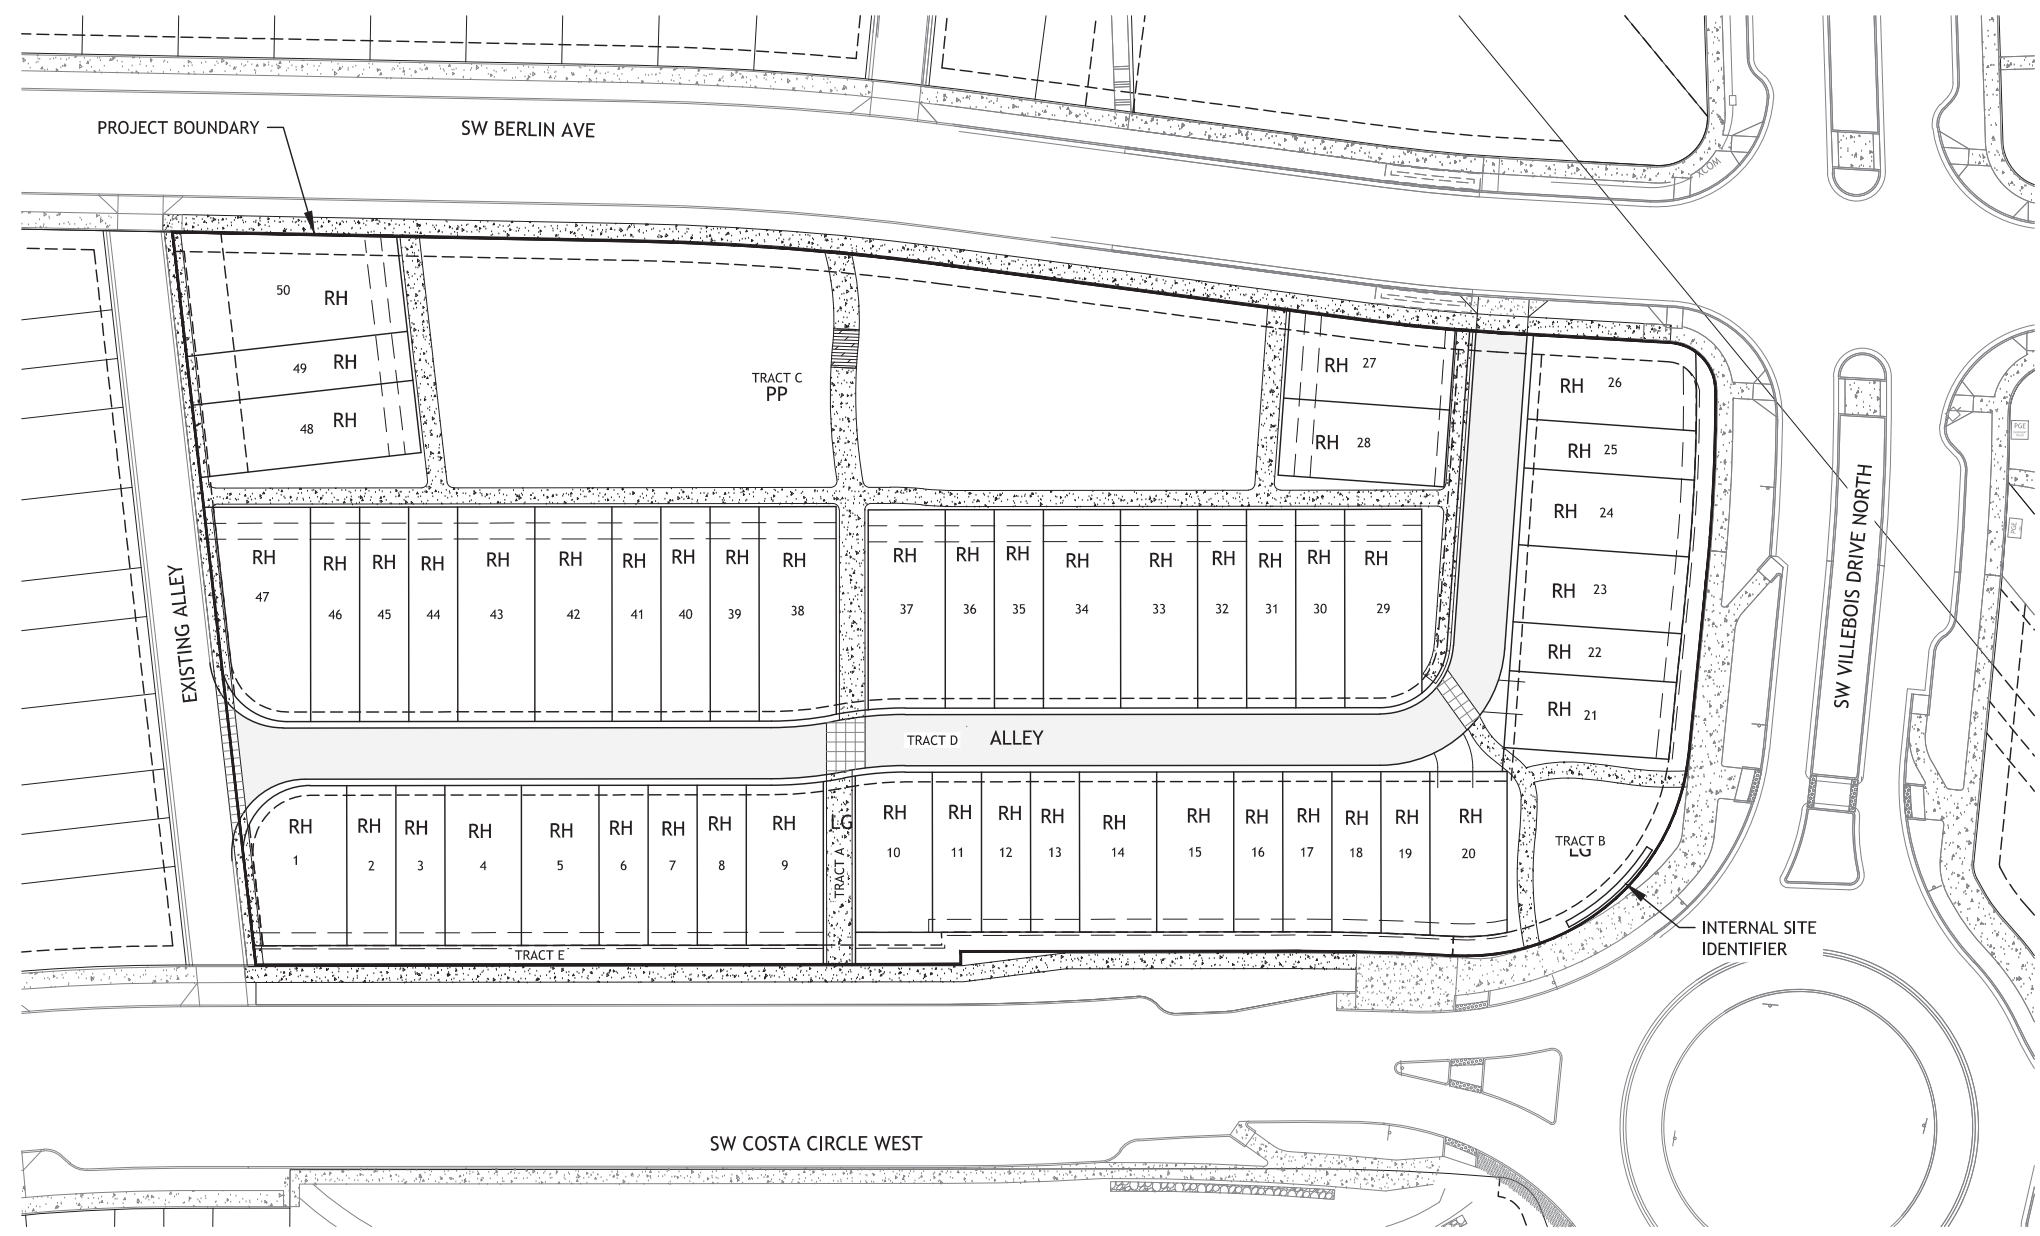 PROJECT BOUNDARY
SW BERLIN AVE
50 RH
49 RH
48 RH
TRACT C
PP
RH 27
RH 28
RH 26
RH 25
RH 24
RH 23
RH 22
RH 21
PGE
PGE
EXISTING ALLEY
SW VILLEBOIS DRIVE NORTH
RH RH RH RH RH RH RH RH RH RH RH RH RH RH RH RH RH RH RH
47 46 45 44 43 42 41 40 39 38 37 36 35 34 33 32 31 30 29
TRACT D ALLEY
RH RH RH RH RH RH RH RH RH LG RH RH RH RH RH RH RH RH RH RH RH
1 2 3 4 5 6 7 8 9 10 11 12 13 14 15 16 17 18 19 20
TRACT A
TRACT B
LG
TRACT E
INTERNAL SITE
IDENTIFIER
SW COSTA CIRCLE WEST